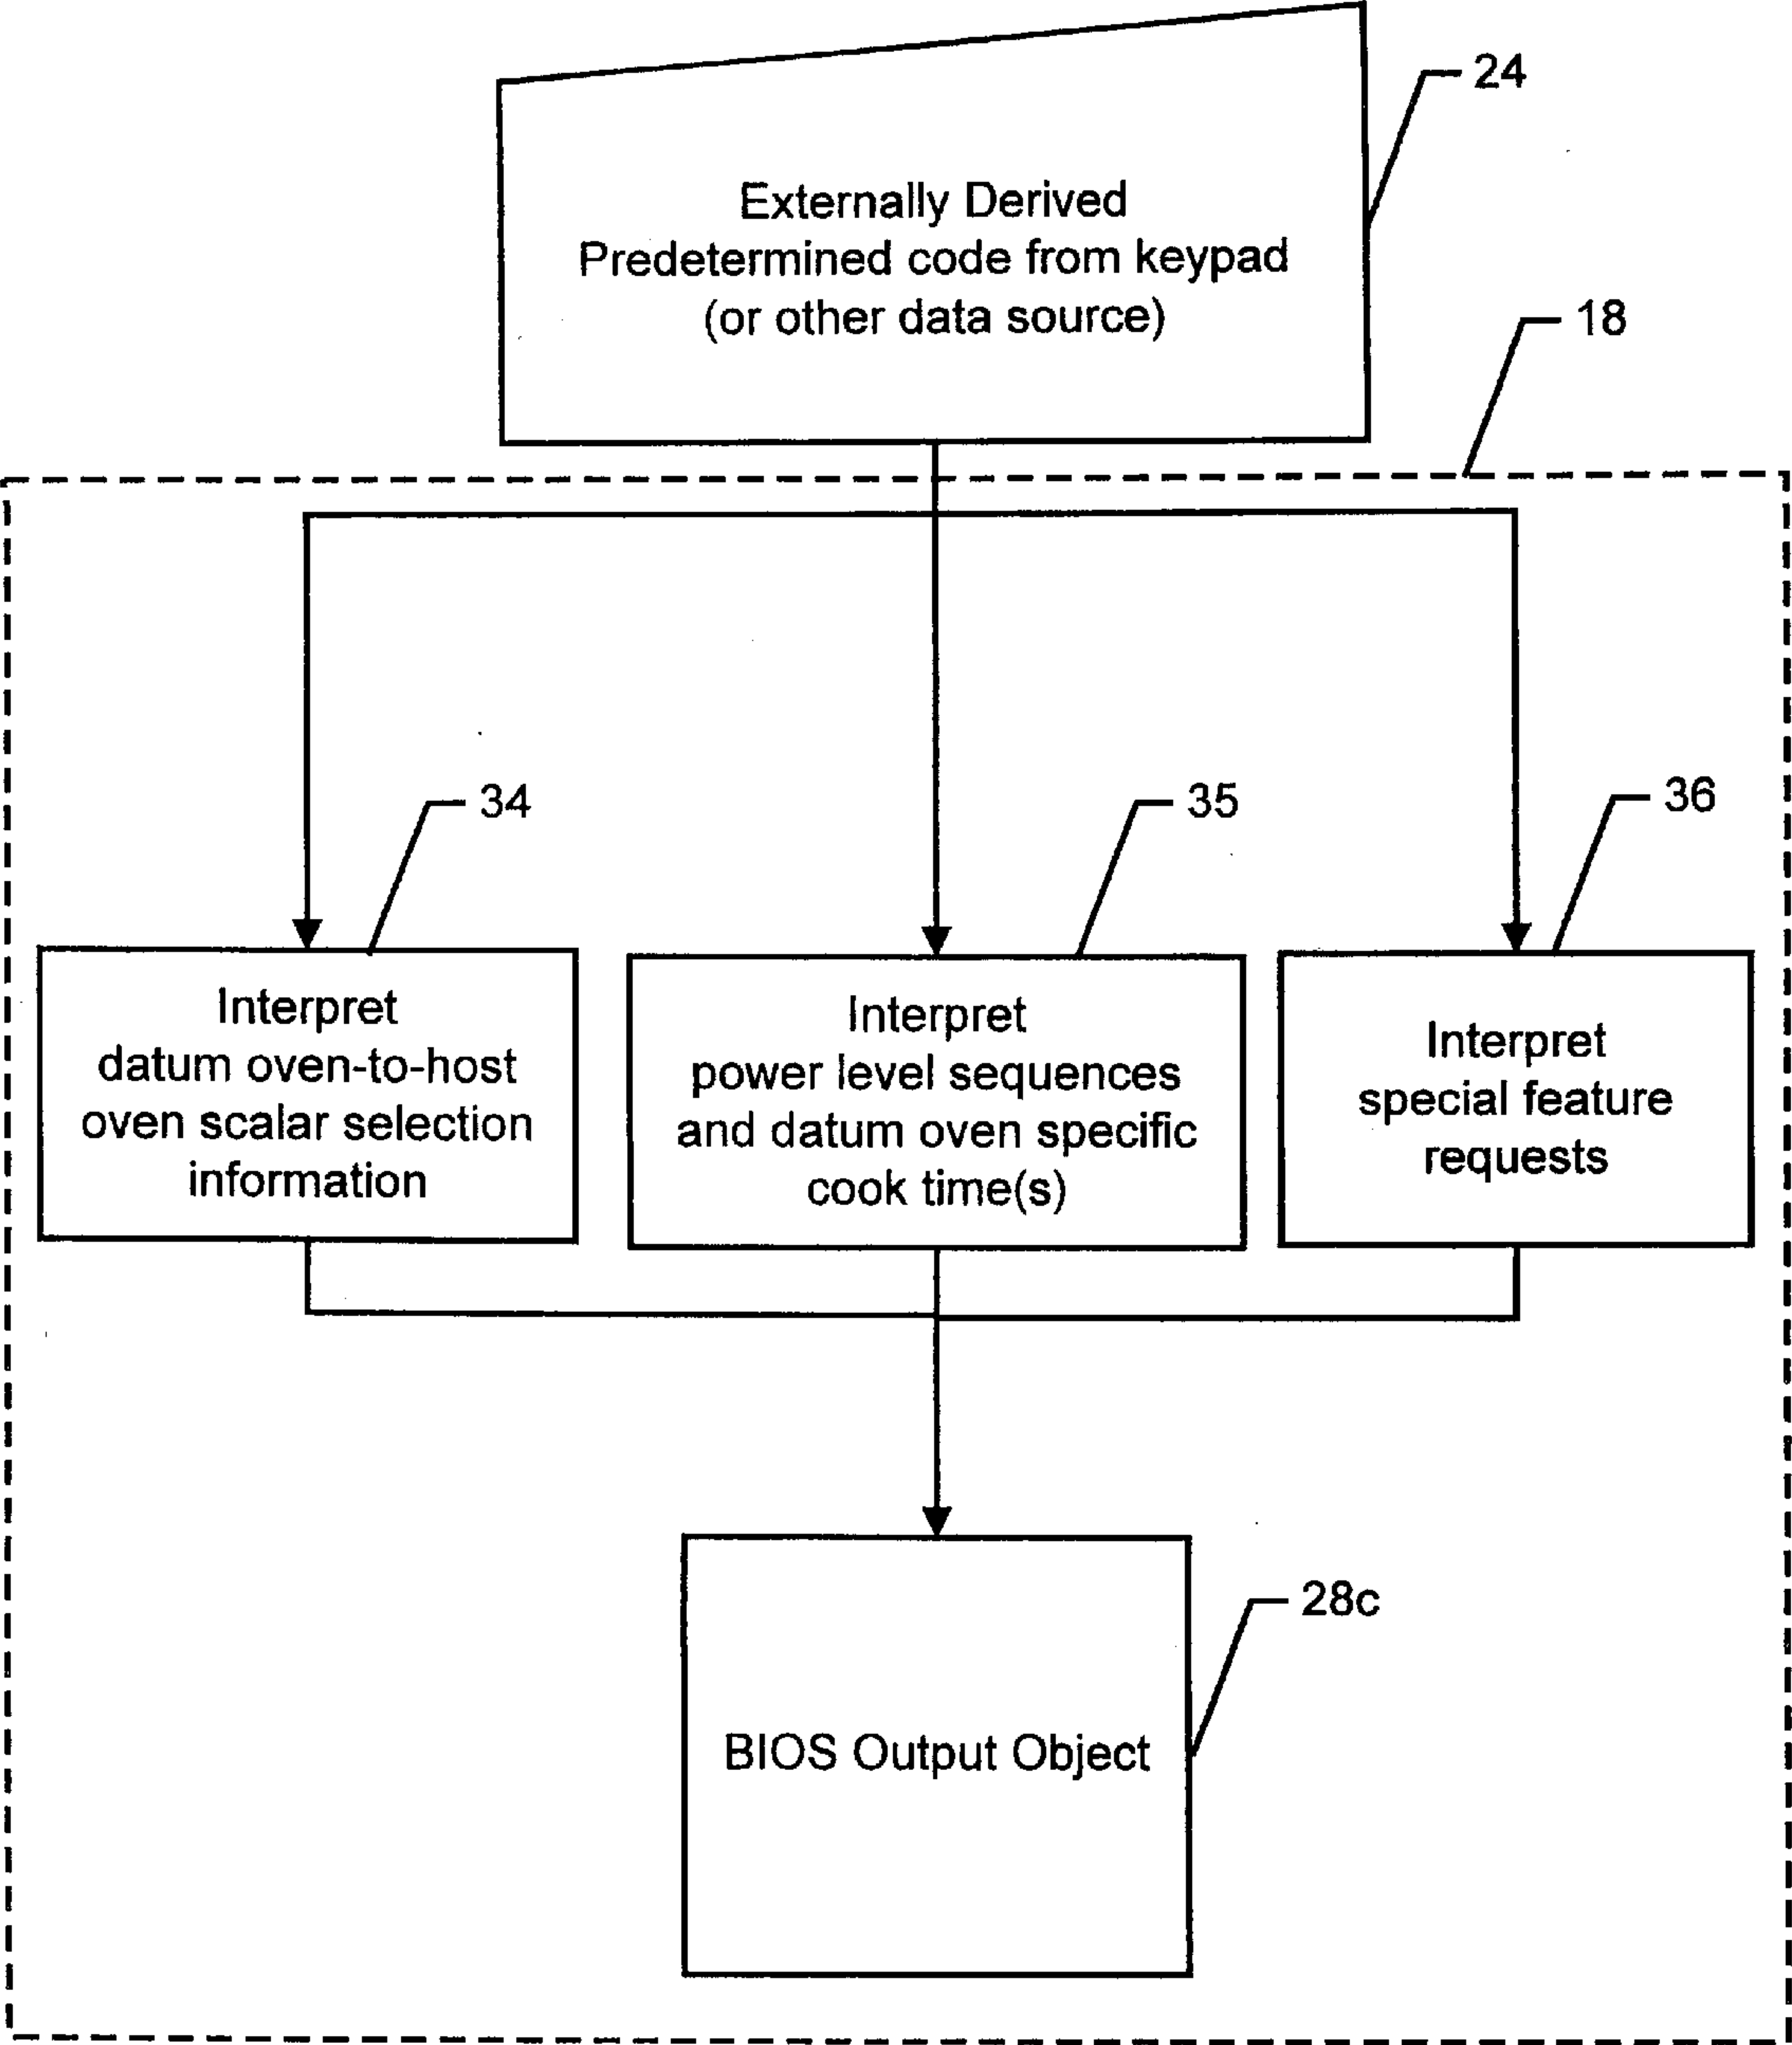 24
Externally Derived
Predetermined code from keypad
(or other data source)
18
34
35
36
Interpret
datum oven-to-host
oven scalar selection
information
Interpret
power level sequences
and datum oven specific
cook time(s)
Interpret
special feature
requests
28c
BIOS Output Object